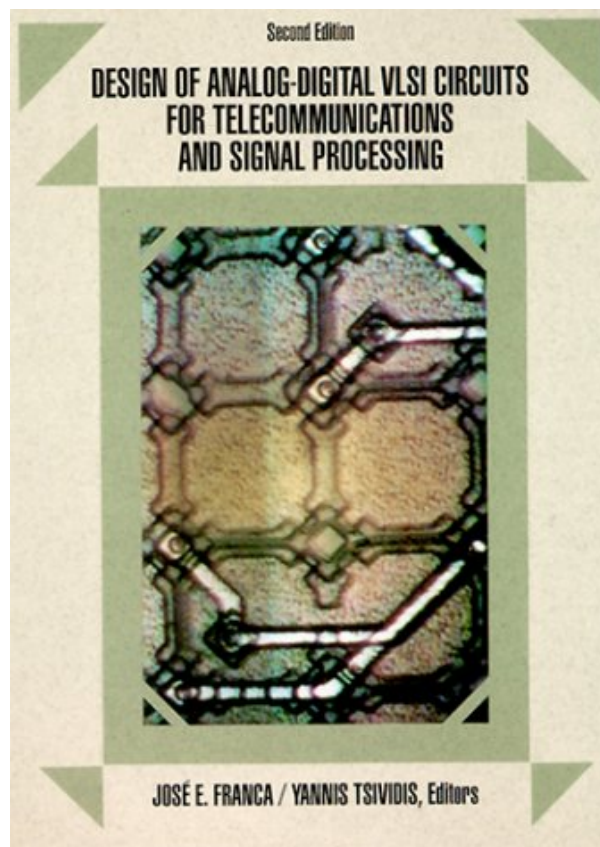 Second Edition
DESIGN OF ANALOG-DIGITAL VLSI CIRCUITS
FOR TELECOMMUNICATIONS
AND SIGNAL PROCESSING
JOSÉ E. FRANCA / YANNIS TSIVIDIS, Editors